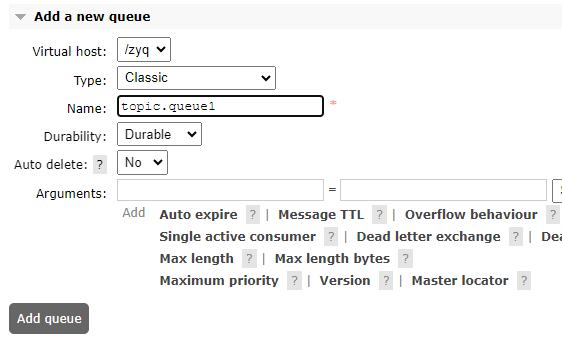 Add a new queue
Virtual host: /zyq
Type: Classic
Name: topic.queue1 *
Durability: Durable
Auto delete: ? No
Arguments: =
Add Auto expire ? | Message TTL ? | Overflow behaviour ?
Single active consumer ? | Dead letter exchange ? | Dea
Max length ? | Max length bytes ?
Maximum priority ? | Version ? | Master locator ?
Add queue